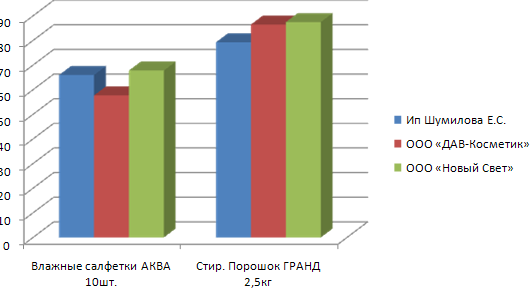 90
80
70
60
50
40
30
20
10
0
Влажные салфетки АКВА
10шт.
Стир. Порошок ГРАНД
2,5кг
Ип Шумилова Е.С.
ООО «ДАВ-Косметик»
ООО «Новый Свет»